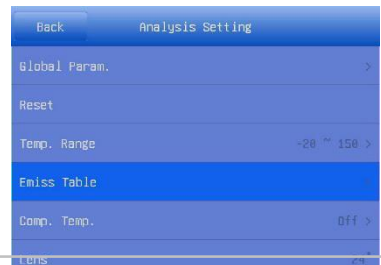 Back Analysis Setting
Global Param. >
Reset
Temp. Range -20 ~ 150 >
Emiss Table
Comp. Temp. Off >
Lens